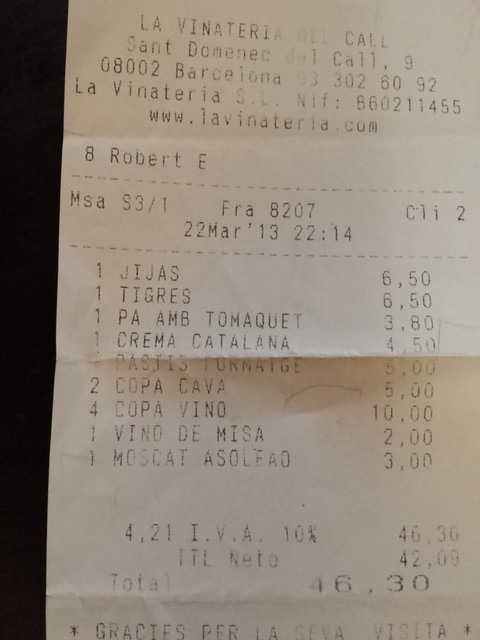 LA VINATERIA DEL CALL
Sant Domenec del Call, 9
08002 Barcelona 93 302 60 92
La Vinateria S.L. Nif: B60211455
www.lavinateria.com
8 Robert E
Msa S3/1 Fra 8207 Cli 2
22Mar'13 22:14
1 JIJAS 6,50
1 TIGRES 6,50
1 PA AMB TOMAQUET 3,80
1 CREMA CATALANA 4,50
PASTIS FORMATGE 5,00
2 COPA CAVA 5,00
4 COPA VINO 10,00
1 VINO DE MISA 2,00
1 MOSCAT ASOLEAD 3,00
4,21 I.V.A. 10% 46,30
TTL Neto 42,09
Total 46,30
* GRACIES PER LA SEVA VISITA *